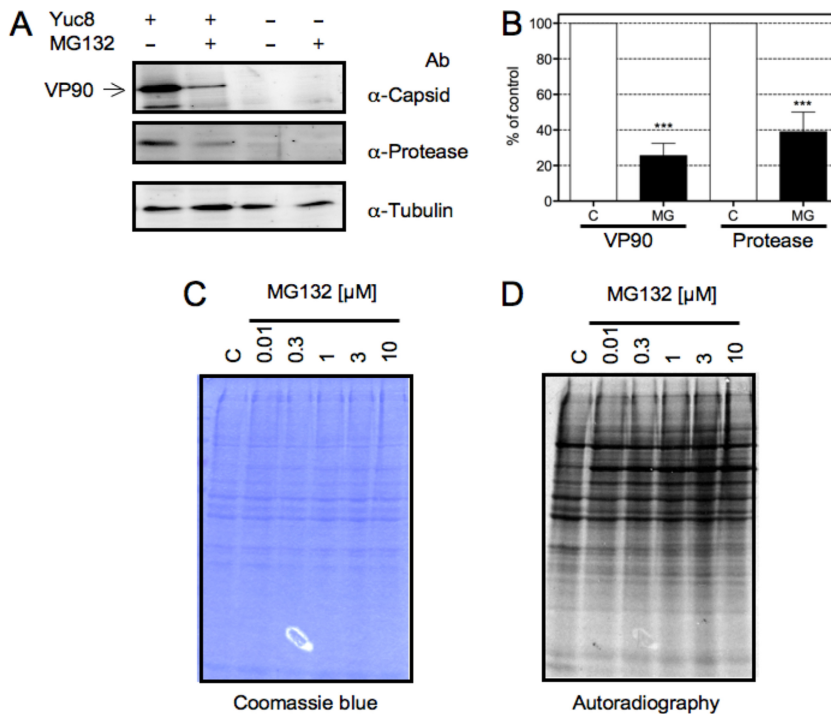 A
Yuc8 + + – –
MG132 – + – +
Ab
VP90
α-Capsid
α-Protease
α-Tubulin
B
% of control
100
80
60
40
20
0
*** ***
C MG C MG
VP90 Protease
C
MG132 [µM]
C 0.01 0.3 1 3 10
Coomassie blue
D
MG132 [µM]
C 0.01 0.3 1 3 10
Autoradiography